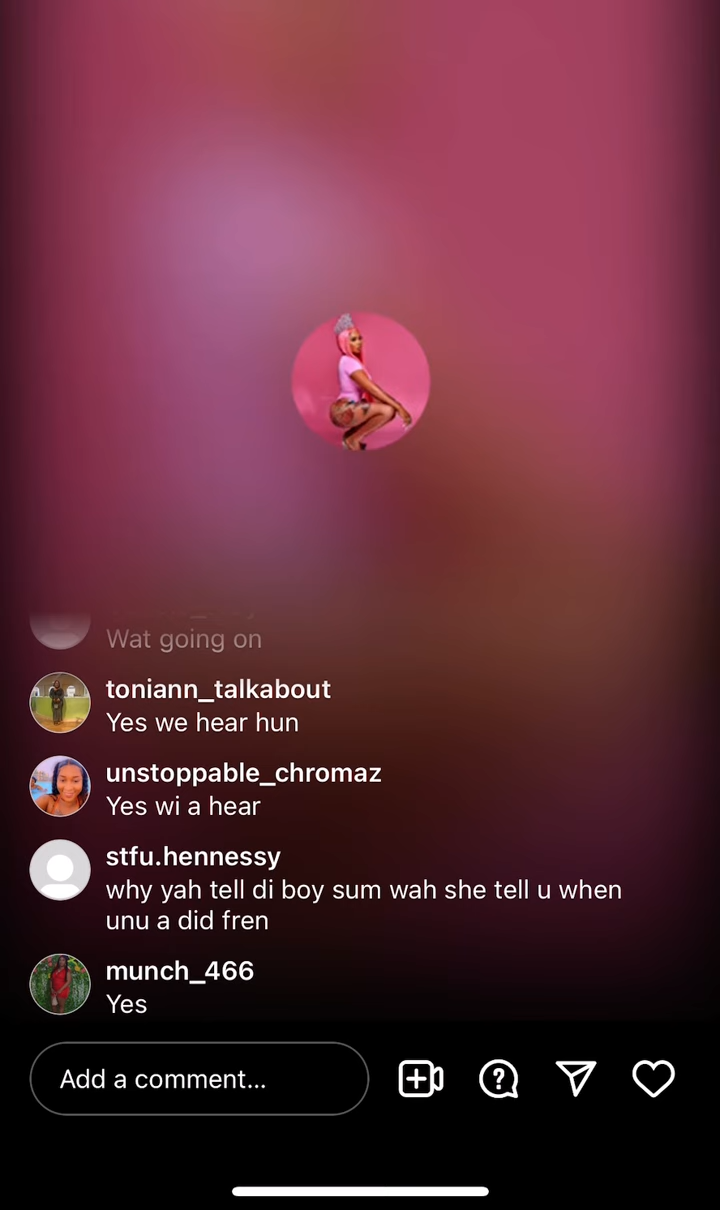 Wat going on
toniann_talkabout
Yes we hear hun
unstoppable_chromaz
Yes wi a hear
stfu.hennessy
why yah tell di boy sum wah she tell u when
unu a did fren
munch_466
Yes
Add a comment...